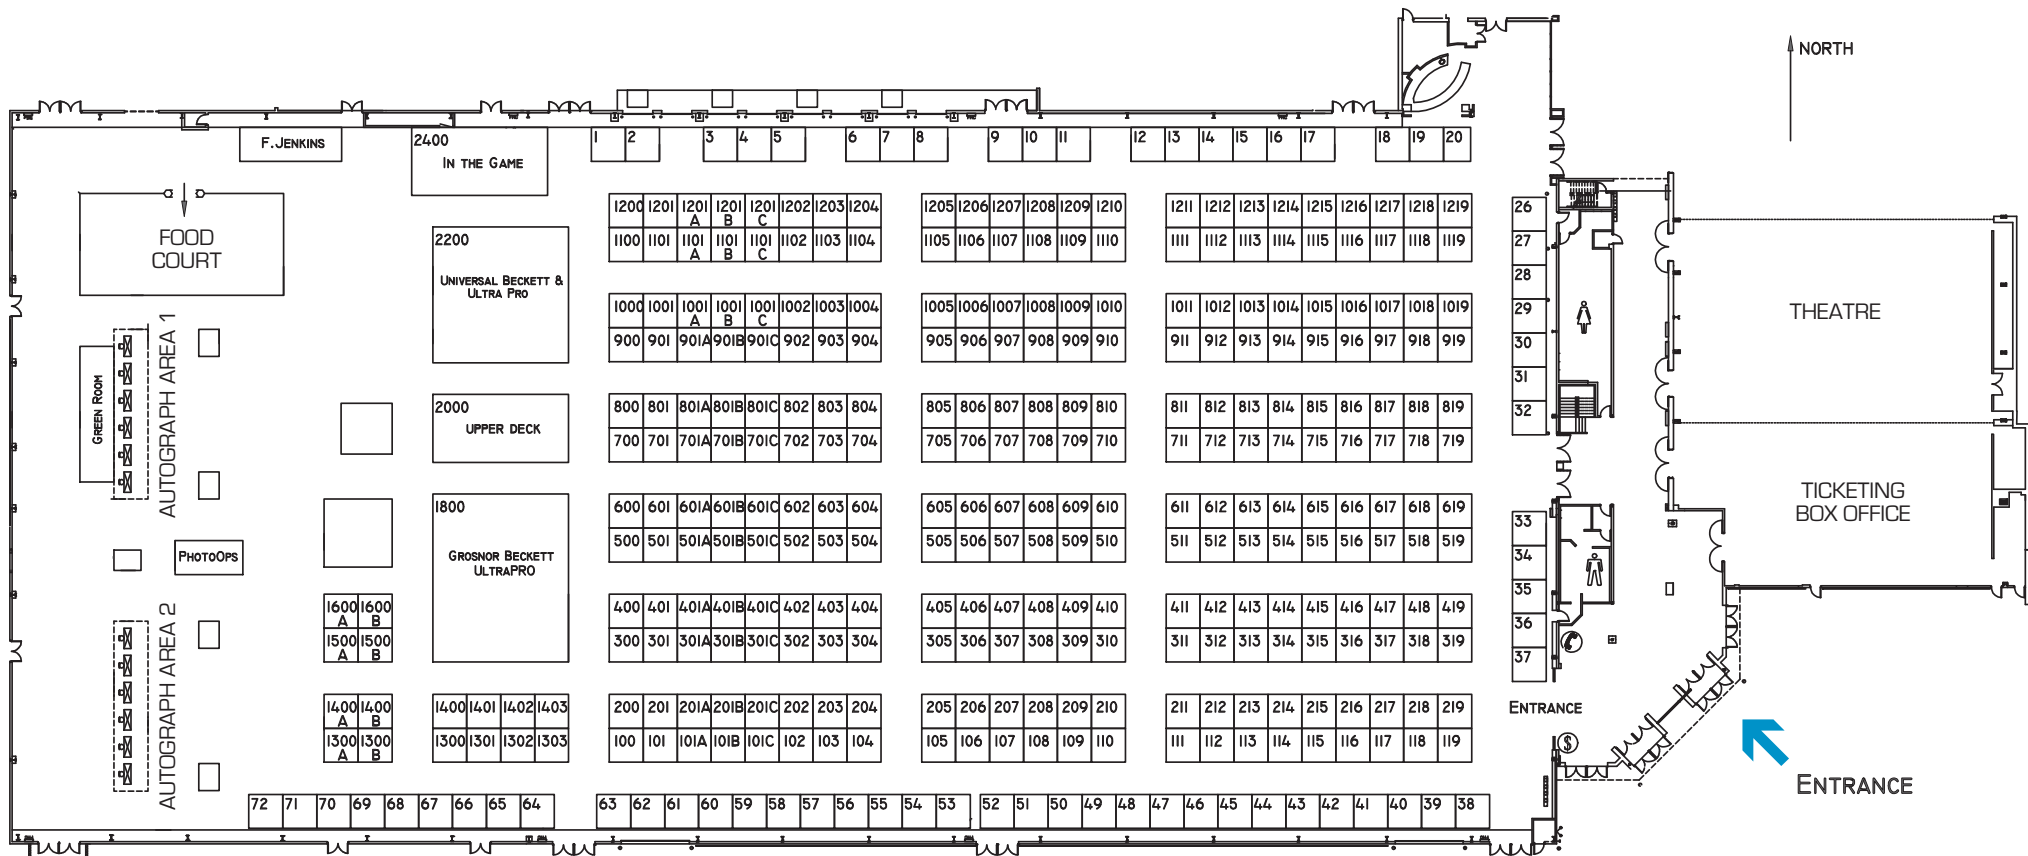 NORTH
F. JENKINS
2400
IN THE GAME
1 2 3 4 5 6 7 8 9 10 11 12 13 14 15 16 17 18 19 20
1200 1201 1201 A 1201 B 1201 C 1202 1203 1204 1205 1206 1207 1208 1209 1210 1211 1212 1213 1214 1215 1216 1217 1218 1219
1100 1101 1101 A 1101 B 1101 C 1102 1103 1104 1105 1106 1107 1108 1109 1110 1111 1112 1113 1114 1115 1116 1117 1118 1119
26
27
28
29
30
31
32
FOOD
COURT
2200
UNIVERSAL BECKETT &
ULTRA PRO
1000 1001 1001 A 1001 B 1001 C 1002 1003 1004 1005 1006 1007 1008 1009 1010 1011 1012 1013 1014 1015 1016 1017 1018 1019
900 901 901A 901B 901C 902 903 904 905 906 907 908 909 910 911 912 913 914 915 916 917 918 919
THEATRE
GREEN ROOM
AUTOGRAPH AREA 1
2000
UPPER DECK
800 801 801A 801B 801C 802 803 804 805 806 807 808 809 810 811 812 813 814 815 816 817 818 819
700 701 701A 701B 701C 702 703 704 705 706 707 708 709 710 711 712 713 714 715 716 717 718 719
TICKETING
BOX OFFICE
1800
GROSNOR BECKETT
ULTRAPRO
600 601 601A 601B 601C 602 603 604 605 606 607 608 609 610 611 612 613 614 615 616 617 618 619
500 501 501A 501B 501C 502 503 504 505 506 507 508 509 510 511 512 513 514 515 516 517 518 519
33
34
35
36
37
PHOTOOPS
AUTOGRAPH AREA 2
1600 A 1600 B
1500 A 1500 B
400 401 401A 401B 401C 402 403 404 405 406 407 408 409 410 411 412 413 414 415 416 417 418 419
300 301 301A 301B 301C 302 303 304 305 306 307 308 309 310 311 312 313 314 315 316 317 318 319
1400 A 1400 B 1400 1401 1402 1403
1300 A 1300 B 1300 1301 1302 1303
200 201 201A 201B 201C 202 203 204 205 206 207 208 209 210 211 212 213 214 215 216 217 218 219
100 101 101A 101B 101C 102 103 104 105 106 107 108 109 110 111 112 113 114 115 116 117 118 119
ENTRANCE
$
ENTRANCE
72 71 70 69 68 67 66 65 64 63 62 61 60 59 58 57 56 55 54 53 52 51 50 49 48 47 46 45 44 43 42 41 40 39 38